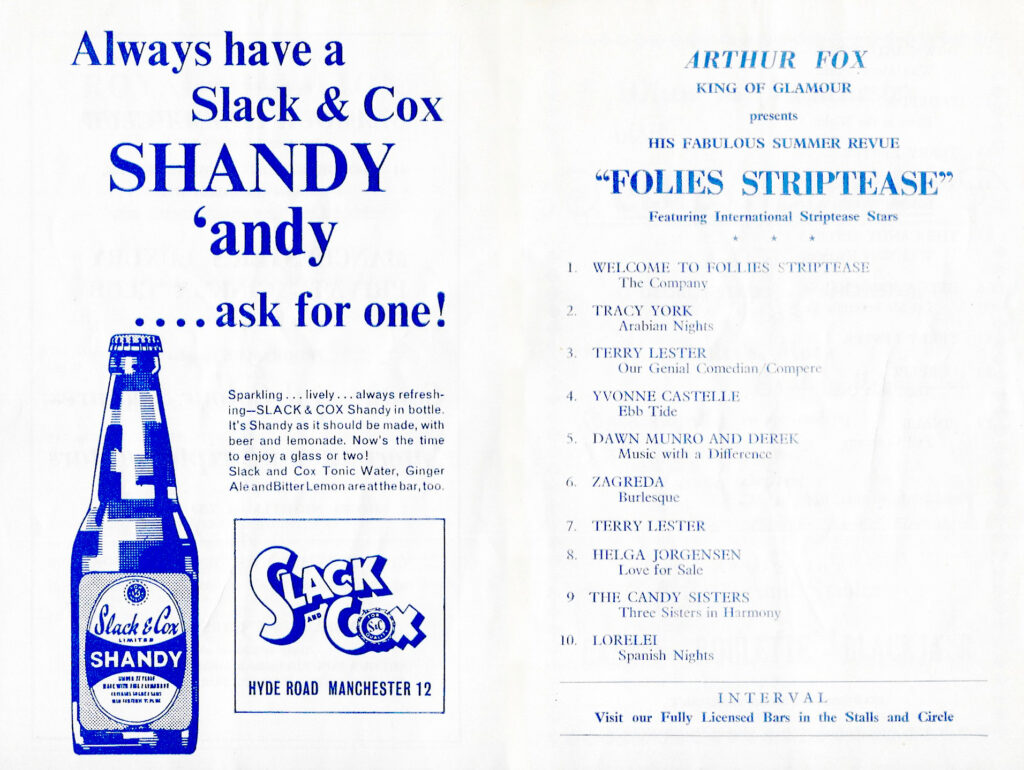 Always have a
Slack & Cox
SHANDY
‘andy
....ask for one!
Sparkling . . . lively . . . always refresh-
ing—SLACK & COX Shandy in bottle.
It's Shandy as it should be made, with
beer and lemonade. Now's the time
to enjoy a glass or two!
Slack and Cox Tonic Water, Ginger
Ale and Bitter Lemon are at the bar, too.
Slack & Cox
LIMITED
SHANDY
SLACK
AND
COX
S&C
HYDE ROAD MANCHESTER 12
ARTHUR FOX
KING OF GLAMOUR
presents
HIS FABULOUS SUMMER REVUE
“FOLIES STRIPTEASE”
Featuring International Striptease Stars
* * *
1. WELCOME TO FOLLIES STRIPTEASE
The Company
2. TRACY YORK
Arabian Nights
3. TERRY LESTER
Our Genial Comedian/Compere
4. YVONNE CASTELLE
Ebb Tide
5. DAWN MUNRO AND DEREK
Music with a Difference
6. ZAGREDA
Burlesque
7. TERRY LESTER
8. HELGA JORGENSEN
Love for Sale
9 THE CANDY SISTERS
Three Sisters in Harmony
10. LORELEI
Spanish Nights
INTERVAL
Visit our Fully Licensed Bars in the Stalls and Circle